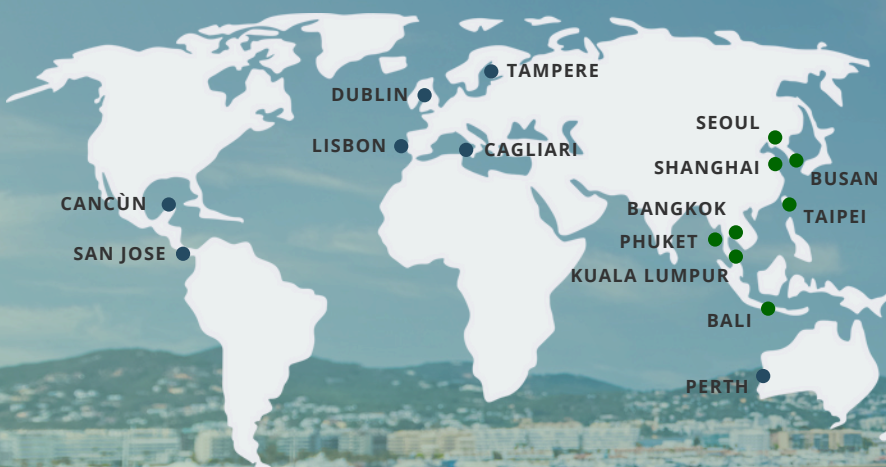 TAMPERE
DUBLIN
SEOUL
LISBON
CAGLIARI
SHANGHAI
BUSAN
CANCÙN
BANGKOK
TAIPEI
PHUKET
SAN JOSE
KUALA LUMPUR
BALI
PERTH